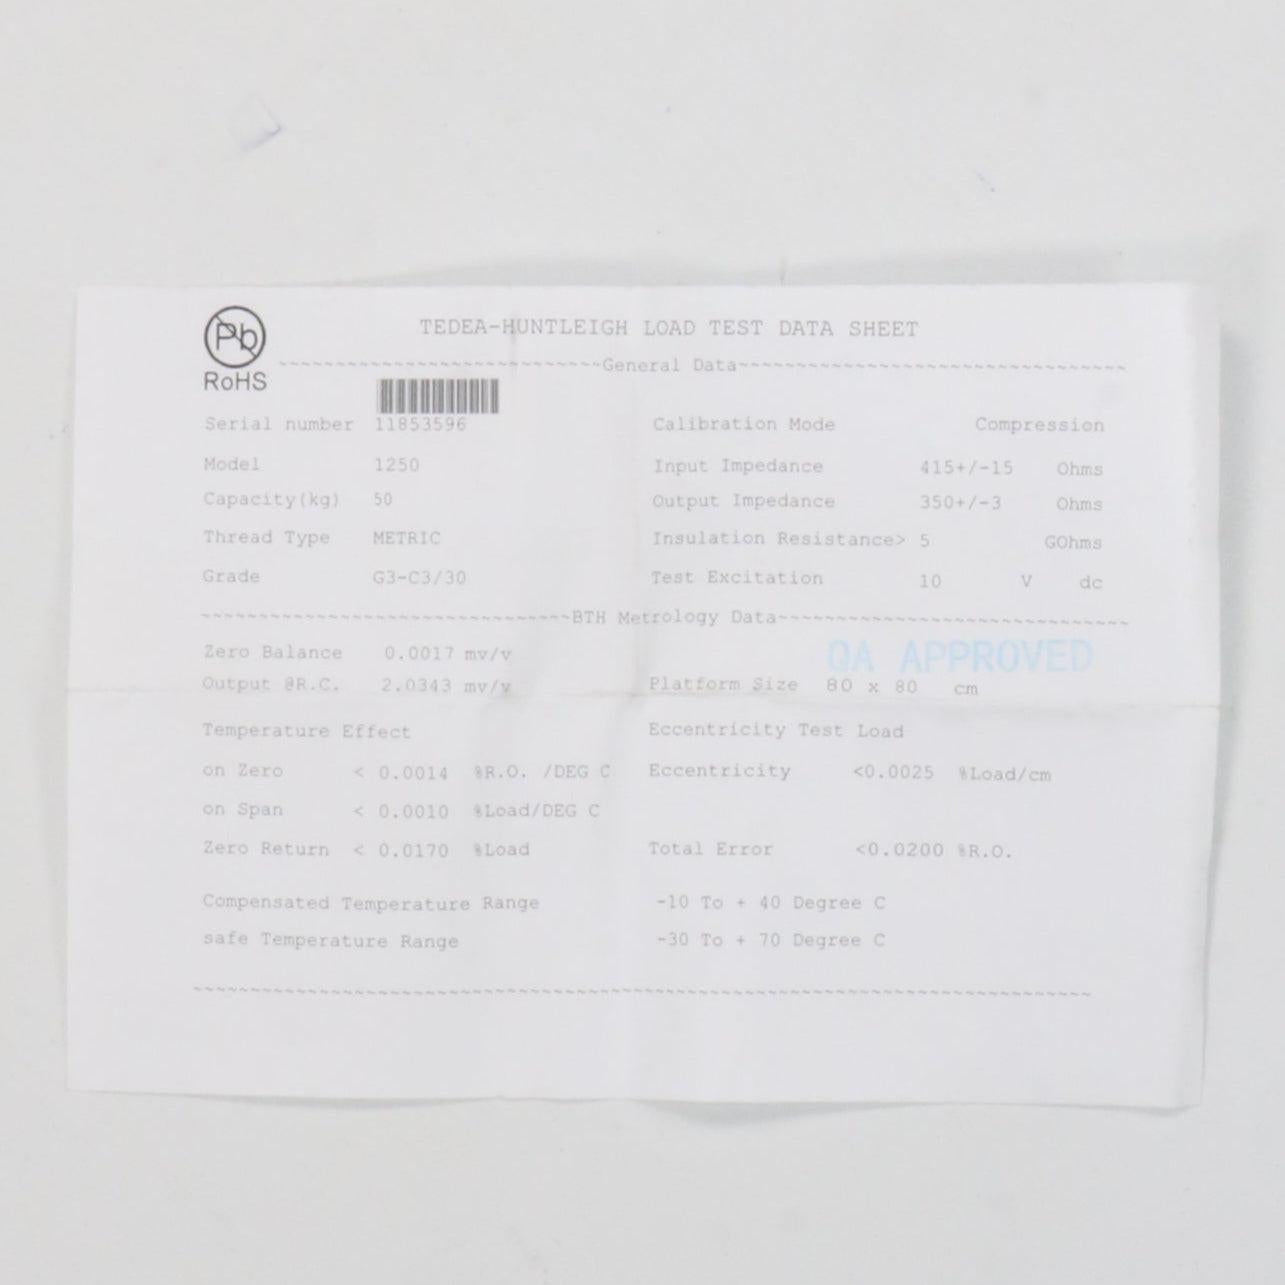 Pb
RoHS
TEDEA-HUNTLEIGH LOAD TEST DATA SHEET
~~~~~~~~~~~~~~~~~~~~~~~~~~~~General Data~~~~~~~~~~~~~~~~~~~~~~~~~~~~~~~~~~
Serial number 11853596 Calibration Mode Compression
Model 1250 Input Impedance 415+/-15 Ohms
Capacity(kg) 50 Output Impedance 350+/-3 Ohms
Thread Type METRIC Insulation Resistance> 5 GOhms
Grade G3-C3/30 Test Excitation 10 V dc
~~~~~~~~~~~~~~~~~~~~~~~~~~~~~~~~BTH Metrology Data~~~~~~~~~~~~~~~~~~~~~~~~~~~~~~
Zero Balance 0.0017 mv/v QA APPROVED
Output @R.C. 2.0343 mv/v Platform Size 80 x 80 cm
Temperature Effect Eccentricity Test Load
on Zero < 0.0014 %R.O. /DEG C Eccentricity <0.0025 %Load/cm
on Span < 0.0010 %Load/DEG C
Zero Return < 0.0170 %Load Total Error <0.0200 %R.O.
Compensated Temperature Range -10 To + 40 Degree C
safe Temperature Range -30 To + 70 Degree C
~~~~~~~~~~~~~~~~~~~~~~~~~~~~~~~~~~~~~~~~~~~~~~~~~~~~~~~~~~~~~~~~~~~~~~~~~~~~~~